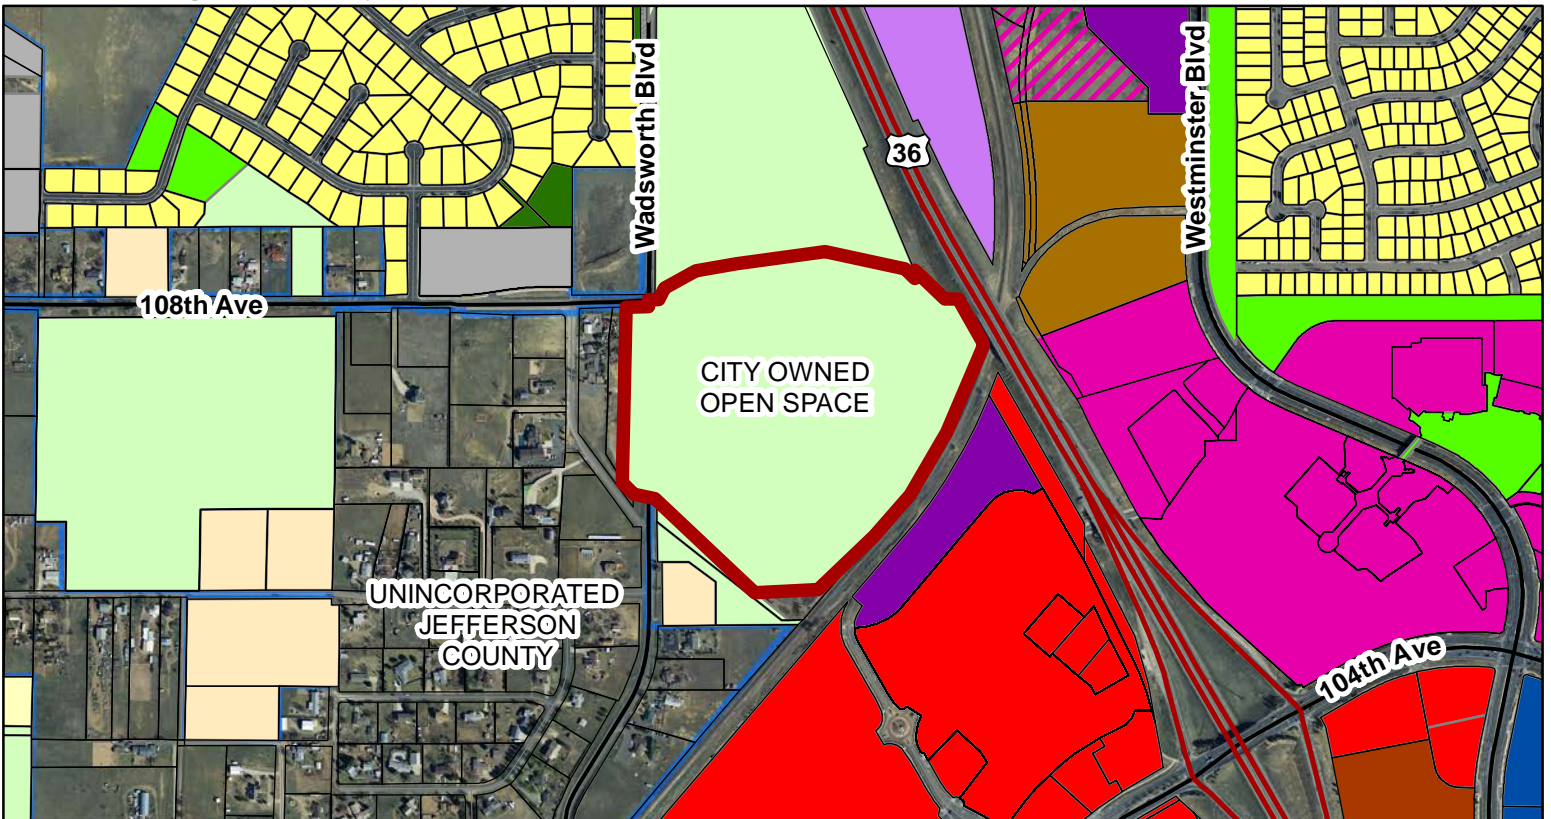 Wadsworth Blvd
Westminster Blvd
36
108th Ave
CITY OWNED
OPEN SPACE
UNINCORPORATED
JEFFERSON
COUNTY
104th Ave